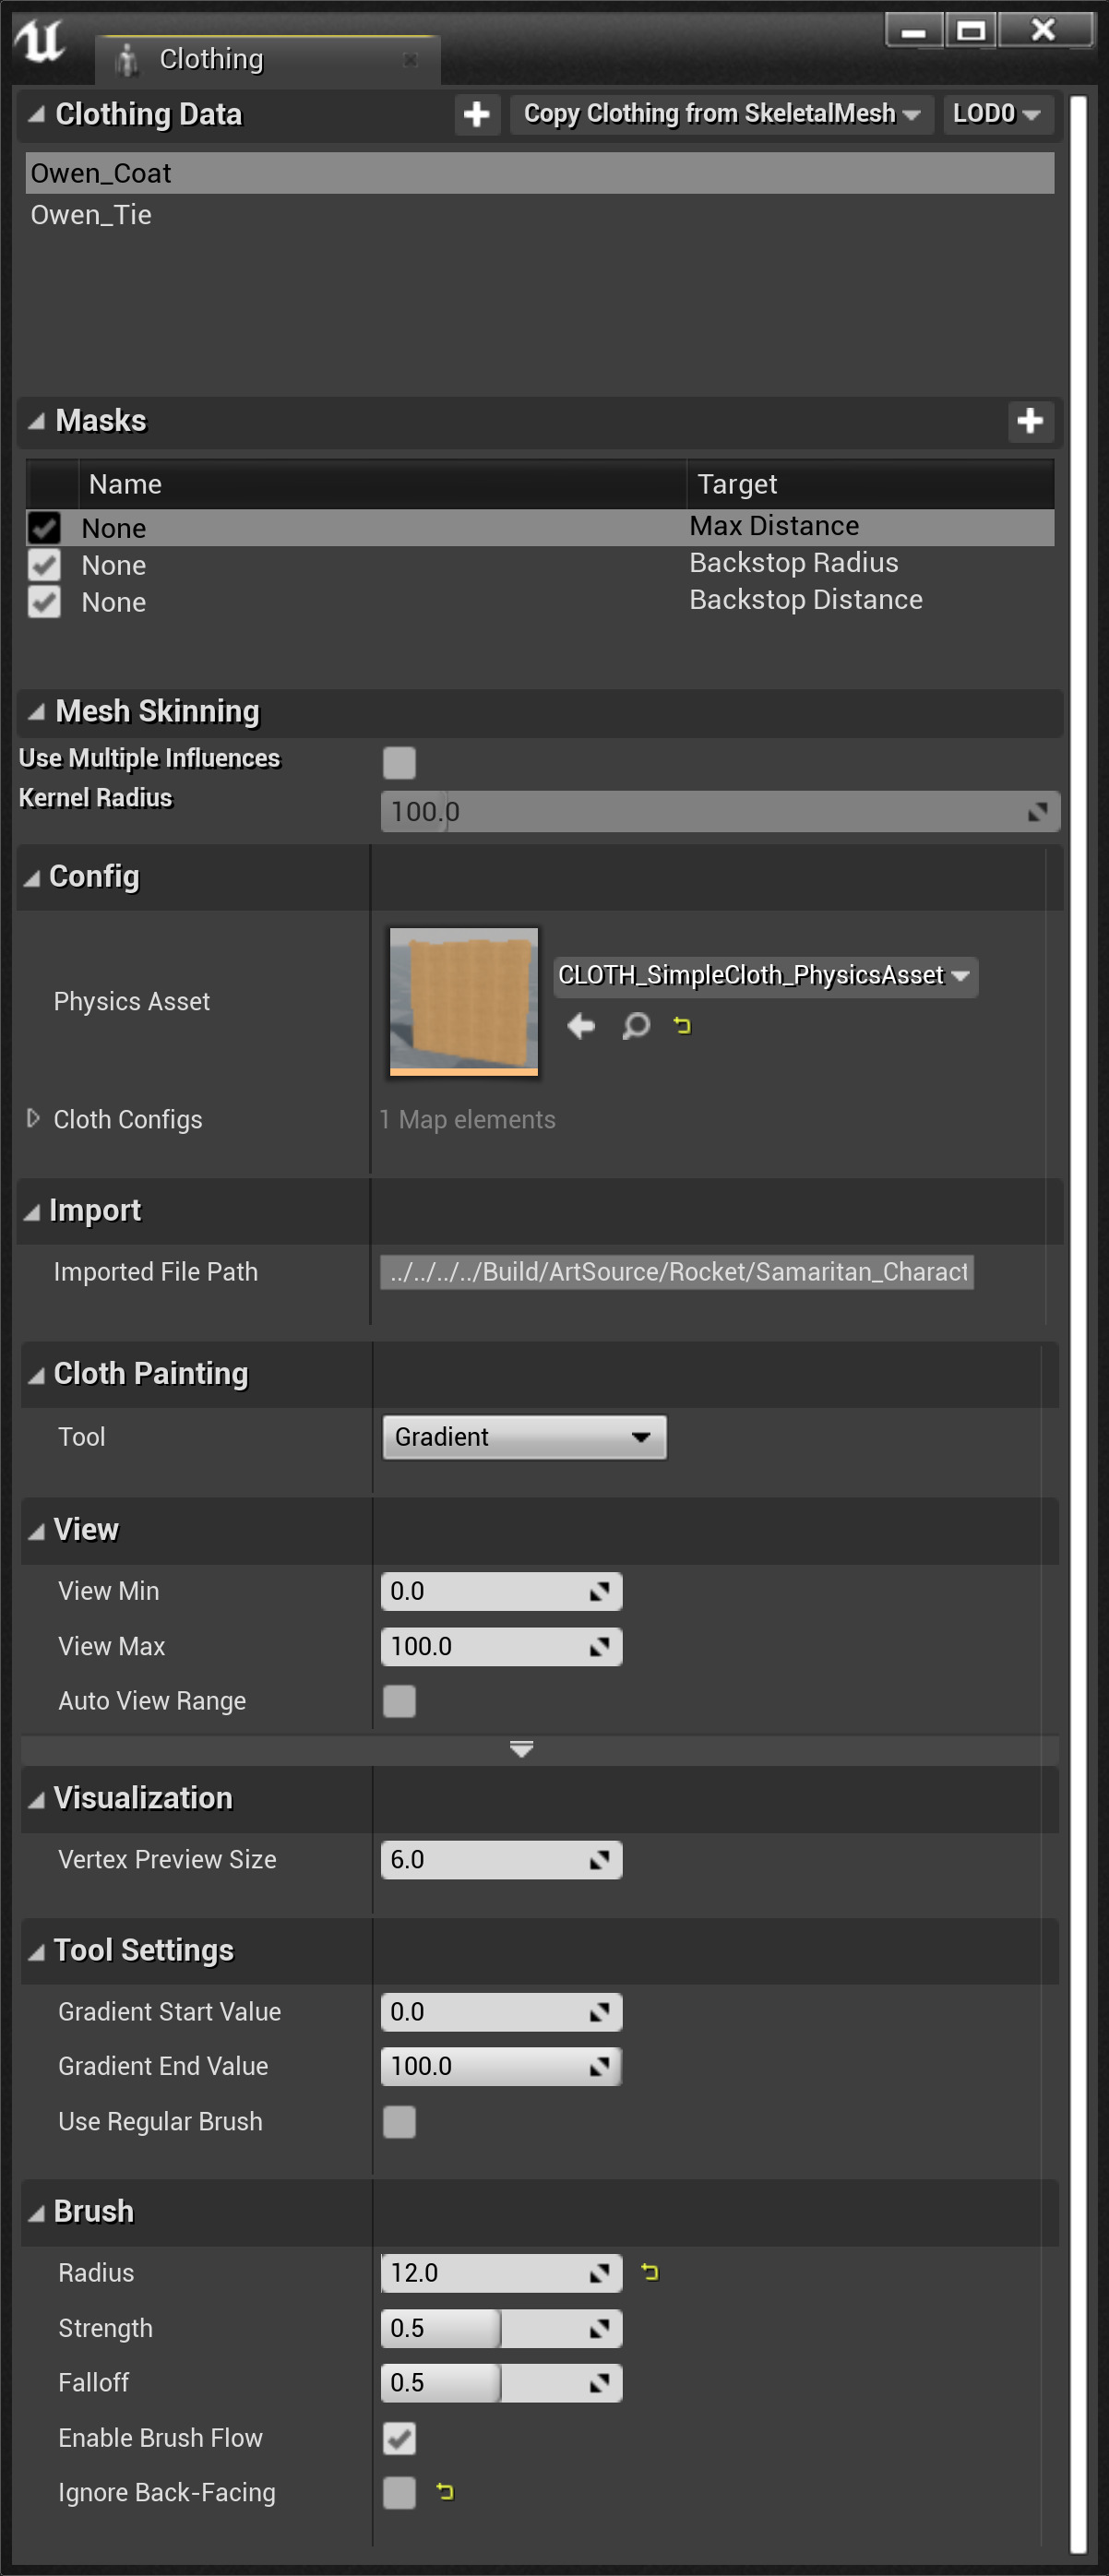 Clothing
Clothing Data Copy Clothing from SkeletalMesh LOD0
Owen_Coat
Owen_Tie
Masks
Name Target
None Max Distance
None Backstop Radius
None Backstop Distance
Mesh Skinning
Use Multiple Influences
Kernel Radius 100.0
Config
Physics Asset CLOTH_SimpleCloth_PhysicsAsset
Cloth Configs 1 Map elements
Import
Imported File Path ../../../../Build/ArtSource/Rocket/Samaritan_Charact
Cloth Painting
Tool Gradient
View
View Min 0.0
View Max 100.0
Auto View Range
Visualization
Vertex Preview Size 6.0
Tool Settings
Gradient Start Value 0.0
Gradient End Value 100.0
Use Regular Brush
Brush
Radius 12.0
Strength 0.5
Falloff 0.5
Enable Brush Flow
Ignore Back-Facing